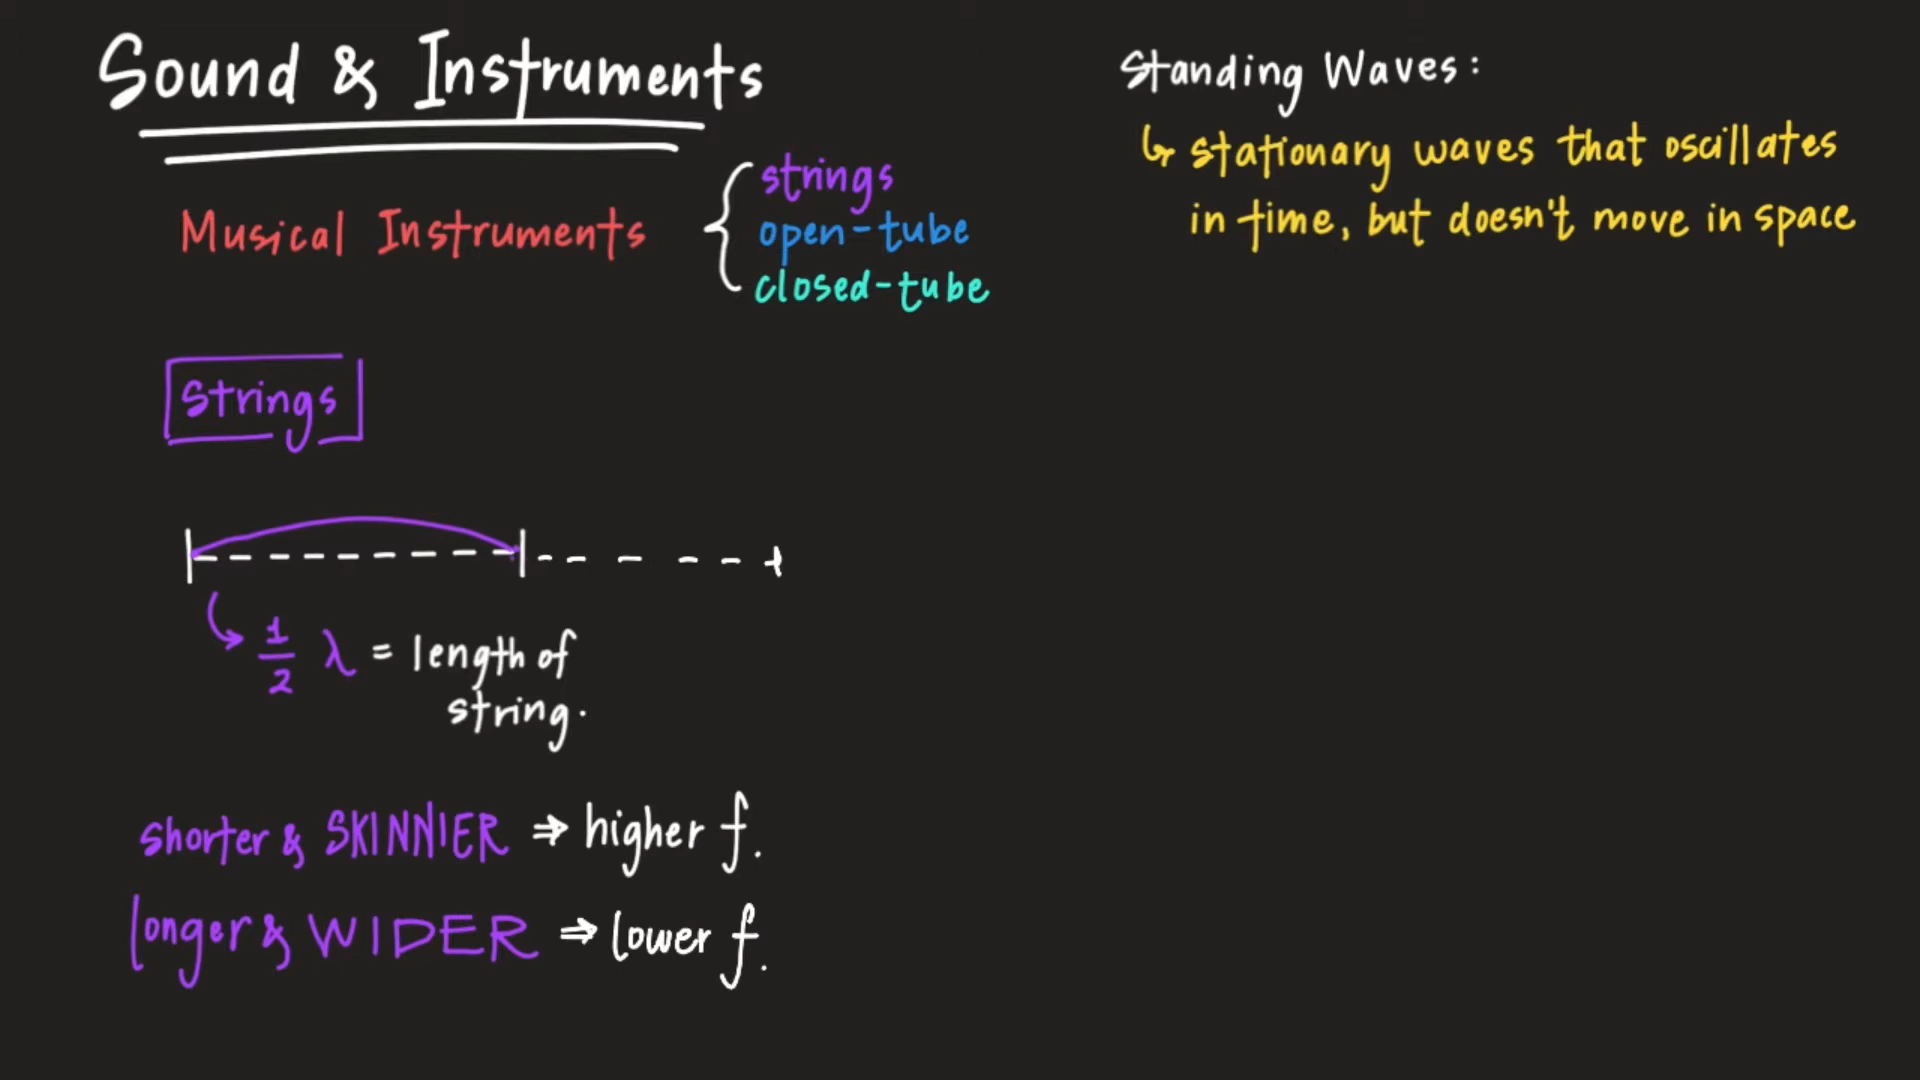 Sound & Instruments
Musical Instruments
strings
open-tube
closed-tube
Standing Waves:
↳ stationary waves that oscillates
in time, but doesn't move in space
Strings
1/2 λ = length of
string.
shorter & SKINNIER ⇒ higher f.
longer & WIDER ⇒ lower f.